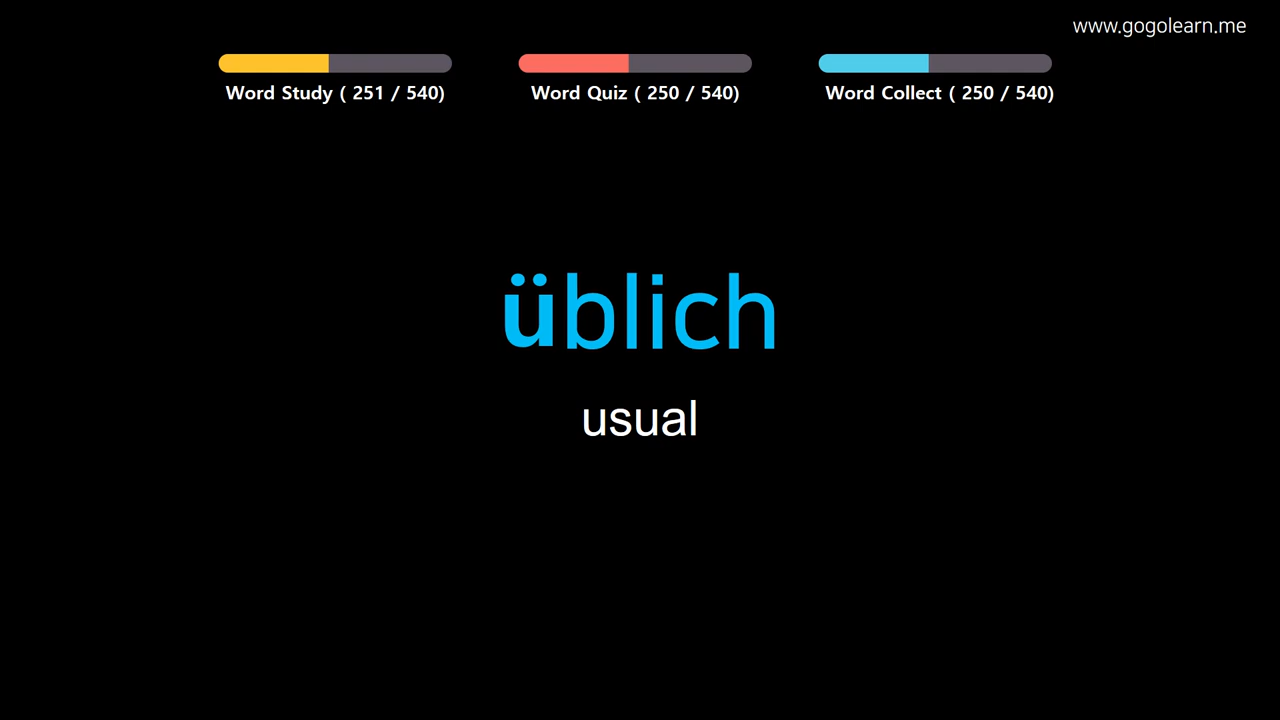 www.gogolearn.me
Word Study ( 251 / 540)
Word Quiz ( 250 / 540)
Word Collect ( 250 / 540)
üblich
usual